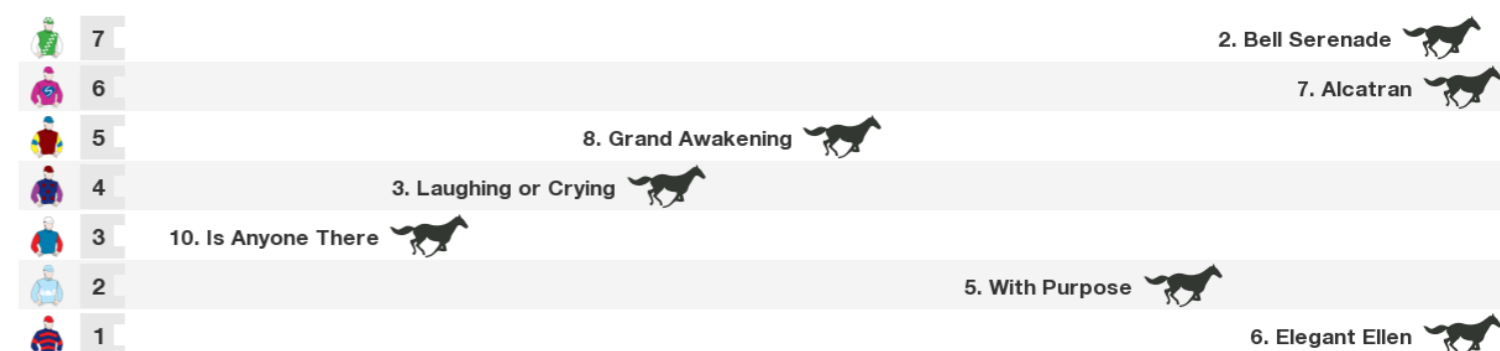 7 2. Bell Serenade
6 7. Alcatran
5 8. Grand Awakening
4 3. Laughing or Crying
3 10. Is Anyone There
2 5. With Purpose
1 6. Elegant Ellen